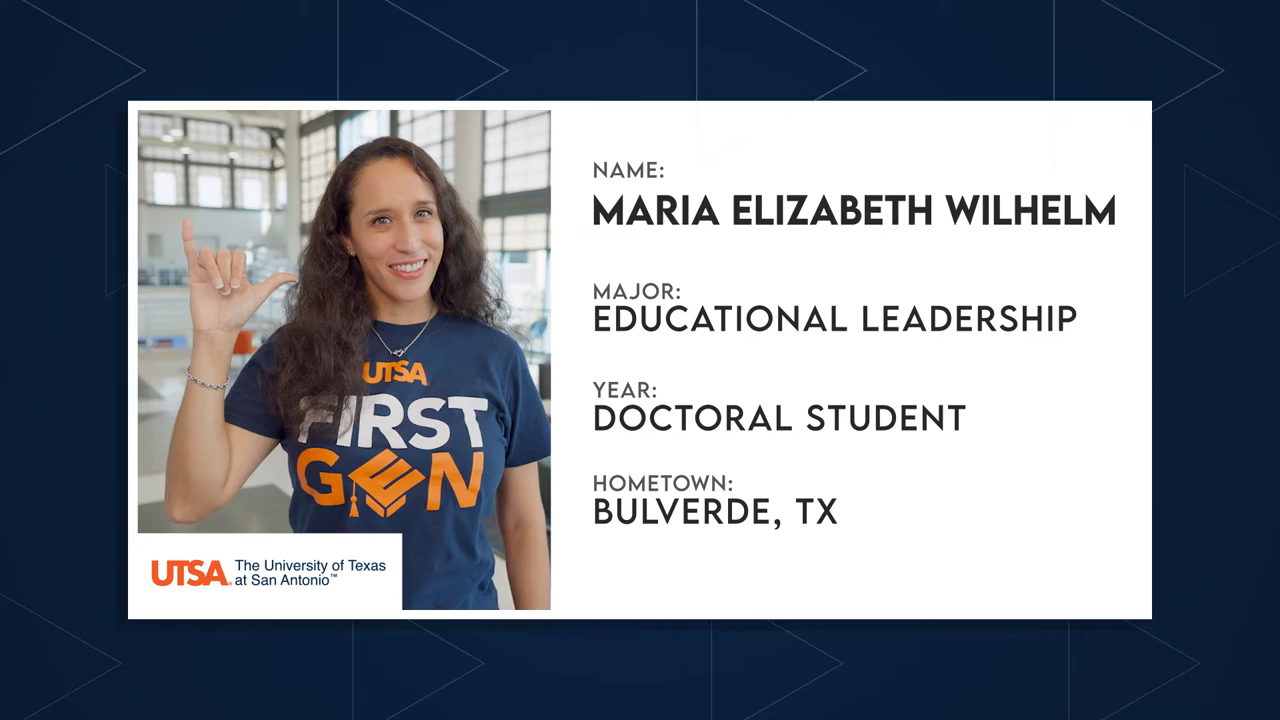 NAME:
MARIA ELIZABETH WILHELM
MAJOR:
EDUCATIONAL LEADERSHIP
YEAR:
DOCTORAL STUDENT
HOMETOWN:
BULVERDE, TX
UTSA
FIRST
GEN
UTSA The University of Texas
at San Antonio™